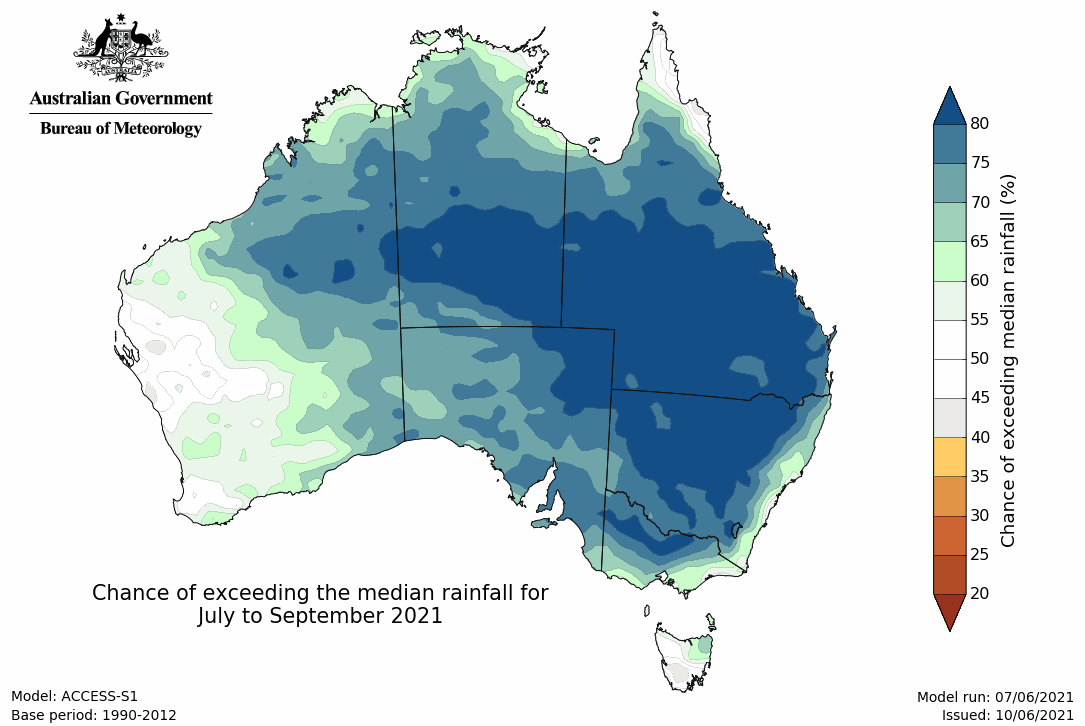 Australian Government
Bureau of Meteorology
80
75
70
65
60
55
50
45
40
35
30
25
20
Chance of exceeding median rainfall (%)
Chance of exceeding the median rainfall for
July to September 2021
Model: ACCESS-S1
Base period: 1990-2012
Model run: 07/06/2021
Issued: 10/06/2021